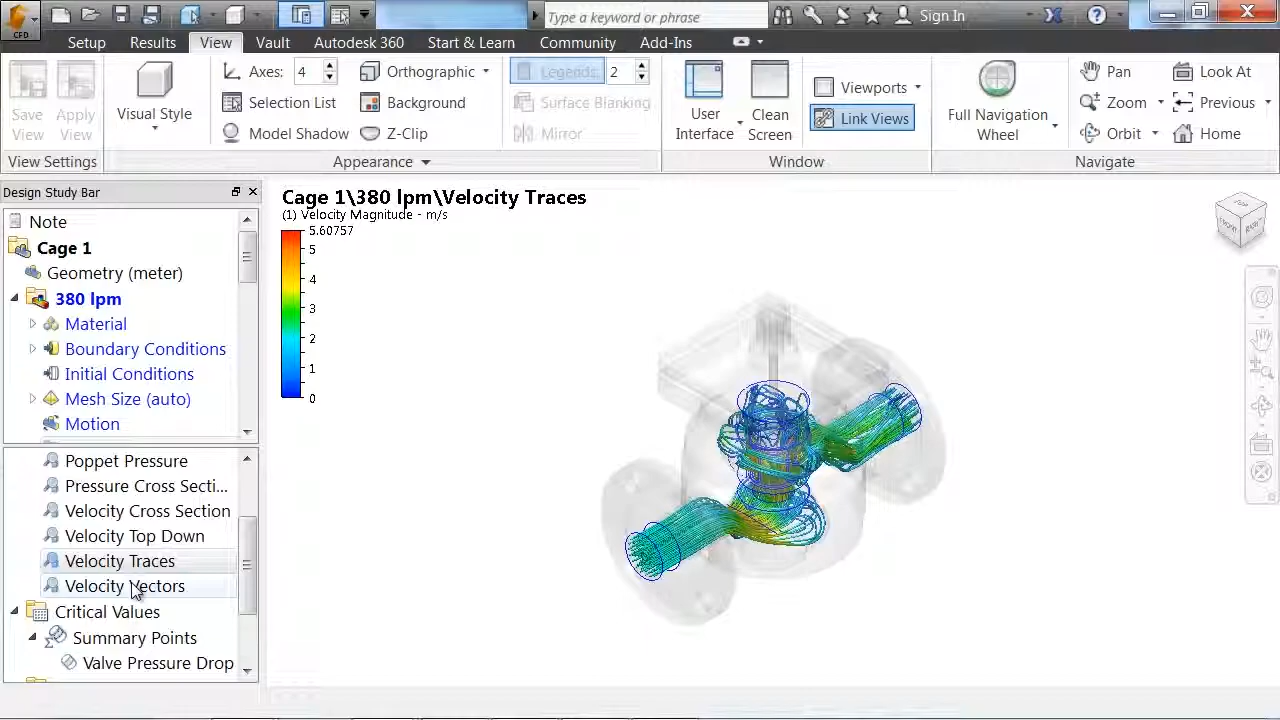 CFD
Type a keyword or phrase
Sign In
Setup Results View Vault Autodesk 360 Start & Learn Community Add-Ins
Save View
Apply View
View Settings
Visual Style
Axes: 4
Selection List
Model Shadow
Orthographic
Background
Z-Clip
Legends: 2
Surface Blanking
Mirror
Appearance
User Interface
Clean Screen
Viewports
Link Views
Window
Full Navigation Wheel
Pan
Zoom
Orbit
Look At
Previous
Home
Navigate
Design Study Bar
Note
Cage 1
Geometry (meter)
380 lpm
Material
Boundary Conditions
Initial Conditions
Mesh Size (auto)
Motion
Poppet Pressure
Pressure Cross Secti...
Velocity Cross Section
Velocity Top Down
Velocity Traces
Velocity Vectors
Critical Values
Summary Points
Valve Pressure Drop
Cage 1\380 lpm\Velocity Traces
(1) Velocity Magnitude - m/s
5.60757
5
4
3
2
1
0
TOP
FRONT
RIGHT